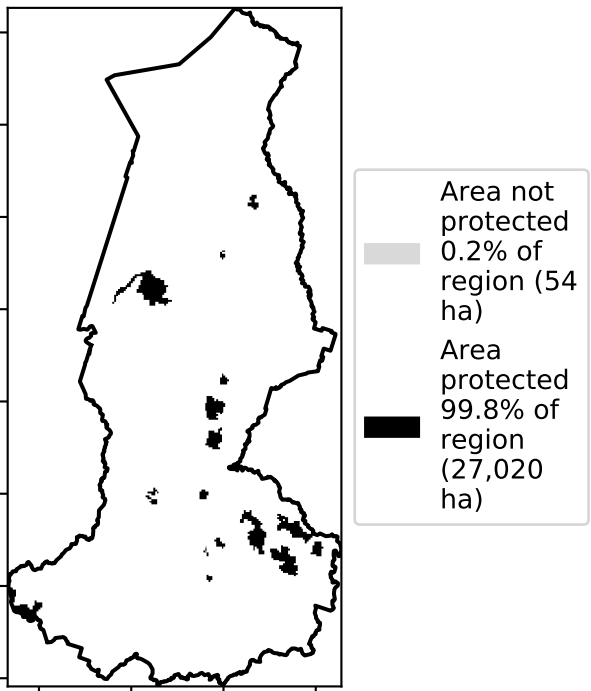 Area not
protected
0.2% of
region (54
ha)
Area
protected
99.8% of
region
(27,020
ha)